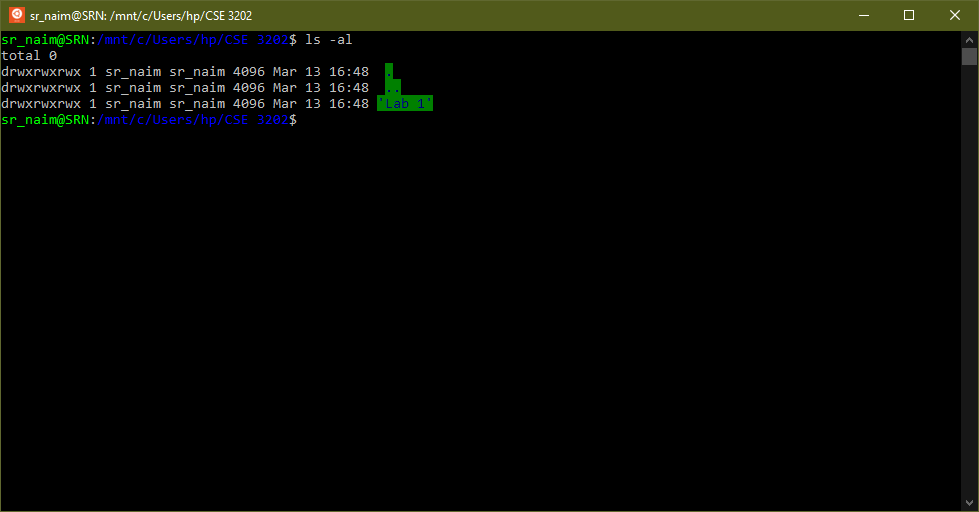 sr_naim@SRN: /mnt/c/Users/hp/CSE 3202
sr_naim@SRN:/mnt/c/Users/hp/CSE 3202$ ls -al
total 0
drwxrwxrwx 1 sr_naim sr_naim 4096 Mar 13 16:48  .
drwxrwxrwx 1 sr_naim sr_naim 4096 Mar 13 16:48  ..
drwxrwxrwx 1 sr_naim sr_naim 4096 Mar 13 16:48 'Lab 1'
sr_naim@SRN:/mnt/c/Users/hp/CSE 3202$